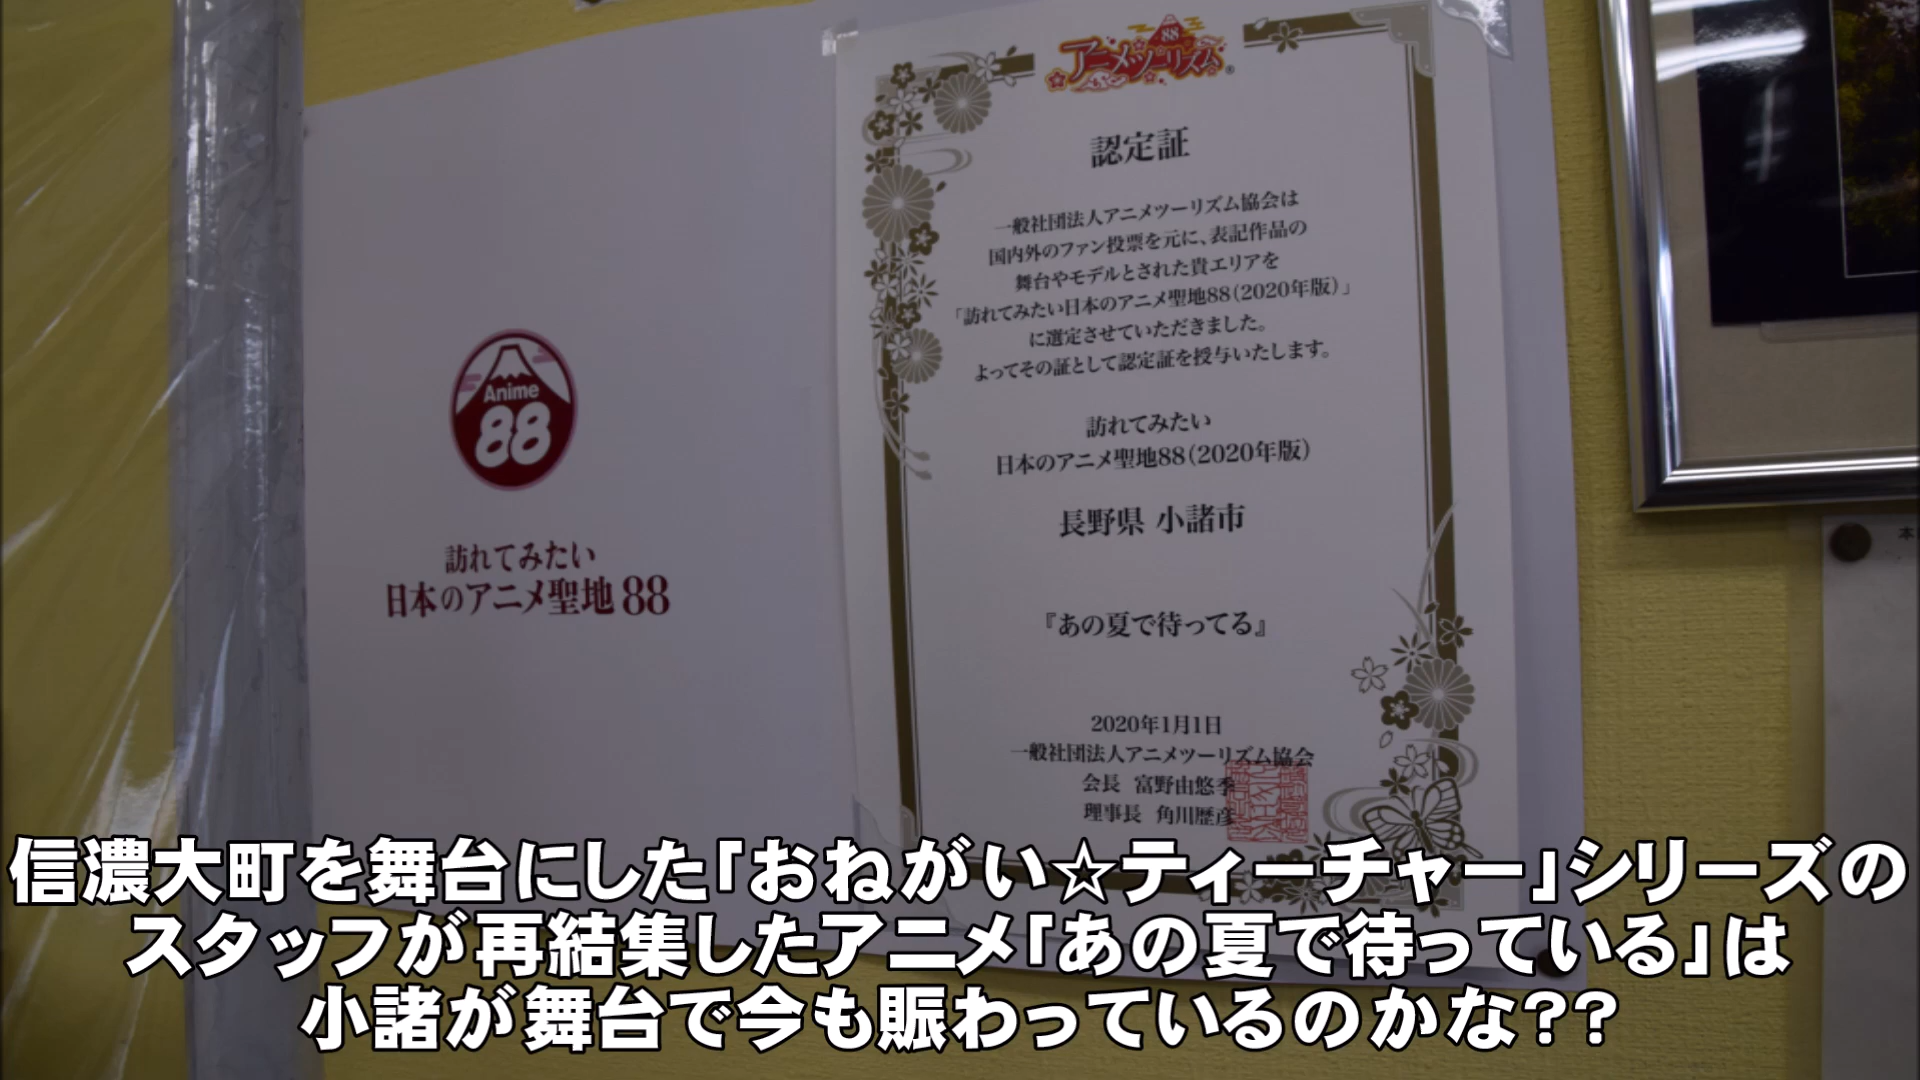 Anime
88
訪れてみたい
日本のアニメ聖地88
88
アニメツーリズム
認定証
一般社団法人アニメツーリズム協会は
国内外のファン投票を元に、表記作品の
舞台やモデルとされた貴エリアを
「訪れてみたい日本のアニメ聖地88（2020年版）」
に選定させていただきました。
よってその証として認定証を授与いたします。
訪れてみたい
日本のアニメ聖地88（2020年版）
長野県 小諸市
『あの夏で待ってる』
2020年1月1日
一般社団法人アニメツーリズム協会
会長 富野由悠季
理事長 角川歴彦
本
信濃大町を舞台にした「おねがい☆ティーチャー」シリーズの
スタッフが再結集したアニメ「あの夏で待っている」は
小諸が舞台で今も賑わっているのかな??